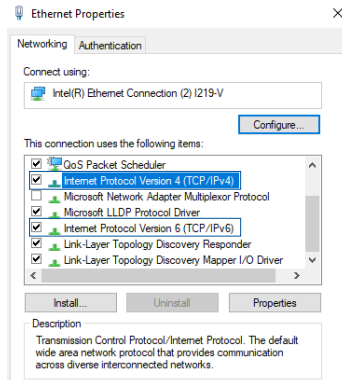 Ethernet Properties
Networking Authentication
Connect using:
Intel(R) Ethernet Connection (2) I219-V
Configure...
This connection uses the following items:
QoS Packet Scheduler
Internet Protocol Version 4 (TCP/IPv4)
Microsoft Network Adapter Multiplexor Protocol
Microsoft LLDP Protocol Driver
Internet Protocol Version 6 (TCP/IPv6)
Link-Layer Topology Discovery Responder
Link-Layer Topology Discovery Mapper I/O Driver
Install... Uninstall Properties
Description
Transmission Control Protocol/Internet Protocol. The default
wide area network protocol that provides communication
across diverse interconnected networks.